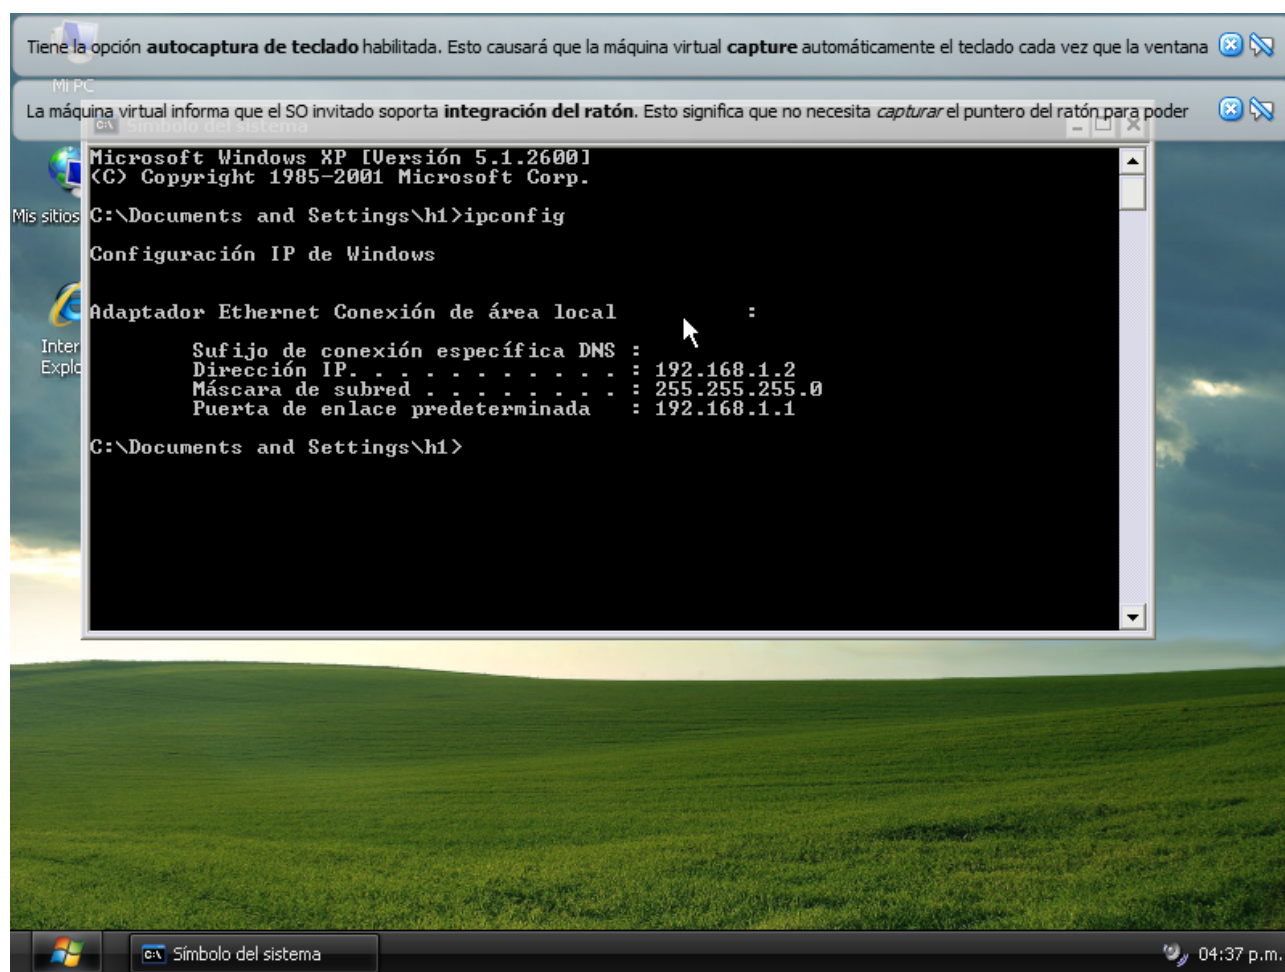 Tiene la opción autocaptura de teclado habilitada. Esto causará que la máquina virtual capture automáticamente el teclado cada vez que la ventana
Mi PC
La máquina virtual informa que el SO invitado soporta integración del ratón. Esto significa que no necesita capturar el puntero del ratón para poder
Símbolo del sistema
Microsoft Windows XP [Versión 5.1.2600]
(C) Copyright 1985-2001 Microsoft Corp.
Mis sitios
C:\Documents and Settings\h1>ipconfig
Configuración IP de Windows
Adaptador Ethernet Conexión de área local :
Inter
Explo
Sufijo de conexión específica DNS :
Dirección IP. . . . . . . . . . . : 192.168.1.2
Máscara de subred . . . . . . . . : 255.255.255.0
Puerta de enlace predeterminada : 192.168.1.1
C:\Documents and Settings\h1>
Símbolo del sistema
04:37 p.m.